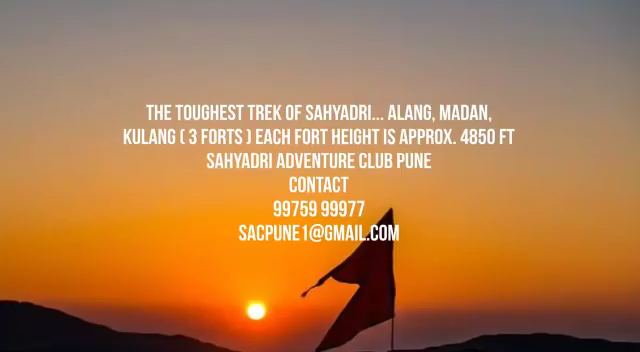 THE TOUGHEST TREK OF SAHYADRI... ALANG, MADAN,
KULANG ( 3 FORTS ) EACH FORT HEIGHT IS APPROX. 4850 FT
SAHYADRI ADVENTURE CLUB PUNE
CONTACT
99759 99977
SACPUNE1@GMAIL.COM